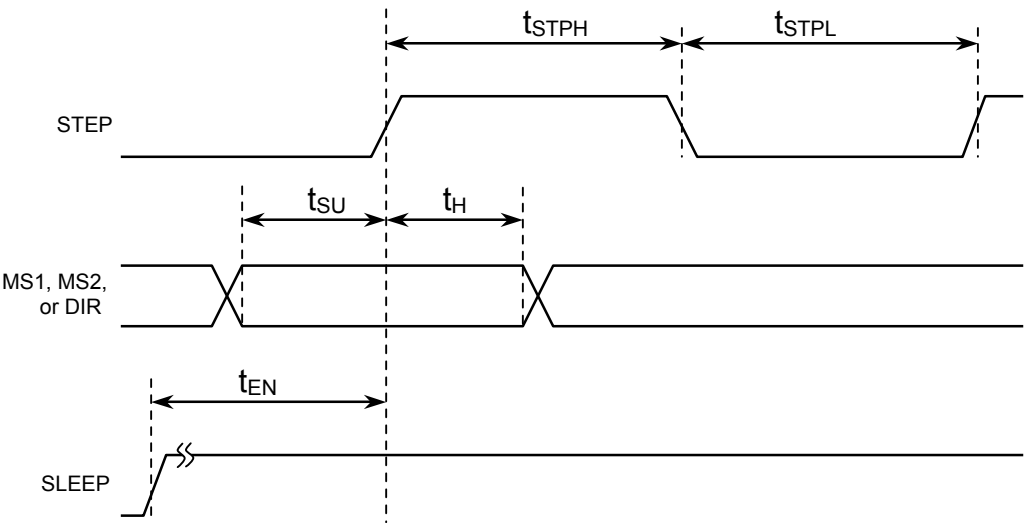 tSTPH tSTPL
STEP
tSU tH
MS1, MS2,
or DIR
tEN
SLEEP